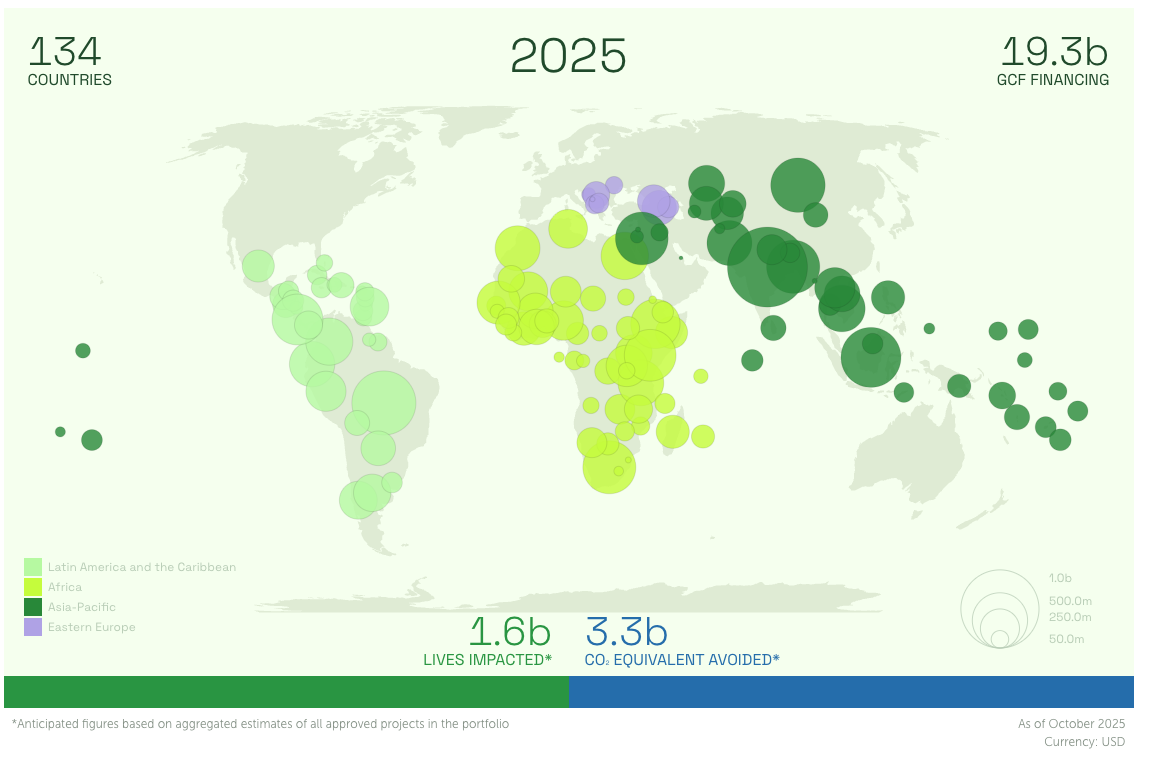 134
COUNTRIES
2025
19.3b
GCF FINANCING
Latin America and the Caribbean
Africa
Asia-Pacific
Eastern Europe
1.0b
500.0m
250.0m
50.0m
1.6b
LIVES IMPACTED*
3.3b
CO₂ EQUIVALENT AVOIDED*
*Anticipated figures based on aggregated estimates of all approved projects in the portfolio
As of October 2025
Currency: USD